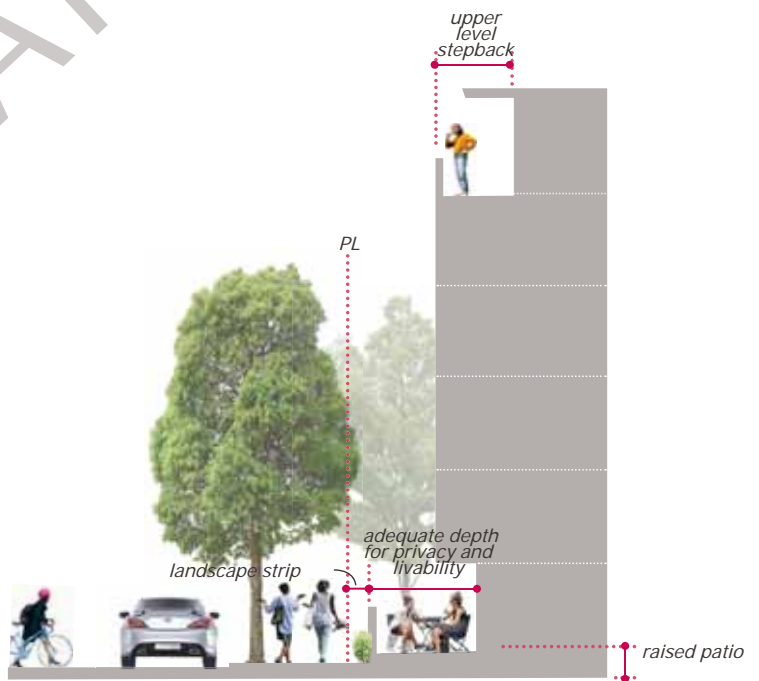 upper
level
stepback
PL
adequate depth
for privacy and
livability
landscape strip
raised patio